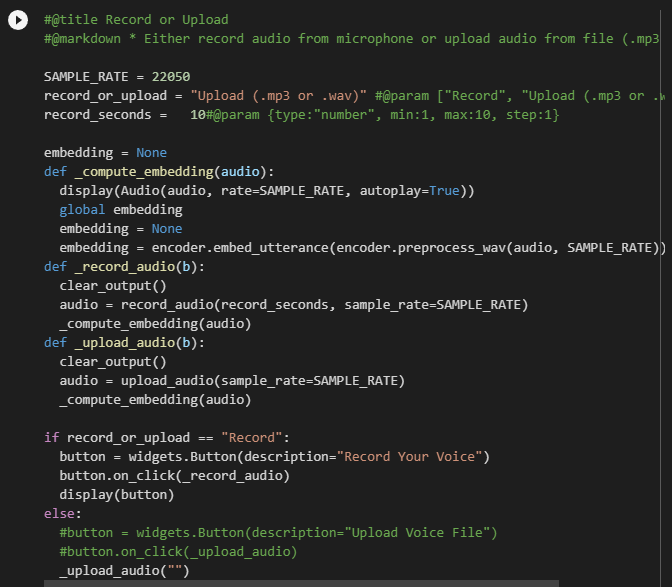 #@title Record or Upload
#@markdown * Either record audio from microphone or upload audio from file (.mp3
SAMPLE_RATE = 22050
record_or_upload = "Upload (.mp3 or .wav)" #@param ["Record", "Upload (.mp3 or .w
record_seconds =   10#@param {type:"number", min:1, max:10, step:1}
embedding = None
def _compute_embedding(audio):
  display(Audio(audio, rate=SAMPLE_RATE, autoplay=True))
  global embedding
  embedding = None
  embedding = encoder.embed_utterance(encoder.preprocess_wav(audio, SAMPLE_RATE))
def _record_audio(b):
  clear_output()
  audio = record_audio(record_seconds, sample_rate=SAMPLE_RATE)
  _compute_embedding(audio)
def _upload_audio(b):
  clear_output()
  audio = upload_audio(sample_rate=SAMPLE_RATE)
  _compute_embedding(audio)
if record_or_upload == "Record":
  button = widgets.Button(description="Record Your Voice")
  button.on_click(_record_audio)
  display(button)
else:
  #button = widgets.Button(description="Upload Voice File")
  #button.on_click(_upload_audio)
  _upload_audio("")